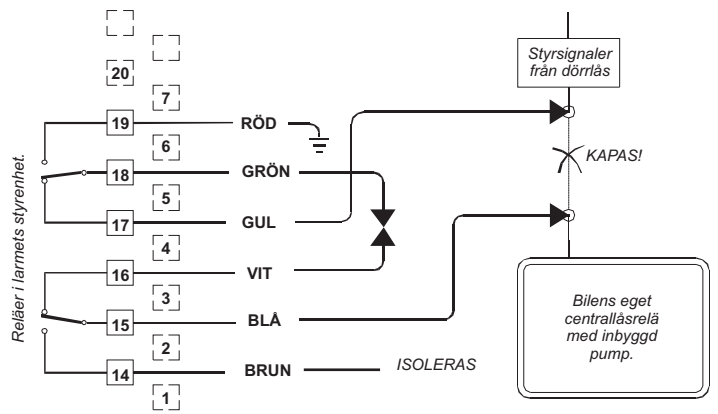 Styrsignaler
från dörrlås
20
7
19
RÖD
6
KAPAS!
18
GRÖN
5
17
GUL
4
16
VIT
3
15
BLÅ
2
14
BRUN
ISOLERAS
1
Reläer i larmets styrenhet.
Bilens eget
centrallåsrelä
med inbyggd
pump.